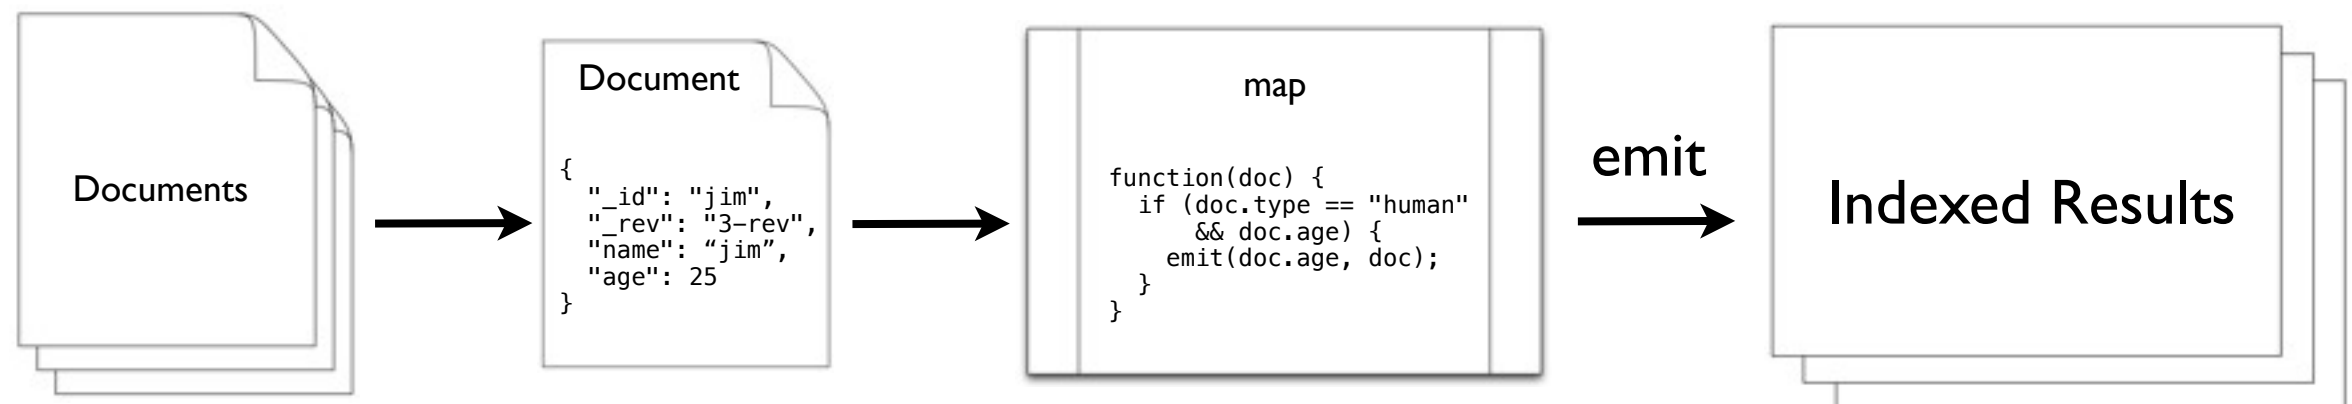 Documents
Document
{
  "_id": "jim",
  "_rev": "3-rev",
  "name": “jim”,
  "age": 25
}
map
function(doc) {
  if (doc.type == "human"
      && doc.age) {
    emit(doc.age, doc);
  }
}
emit
Indexed Results